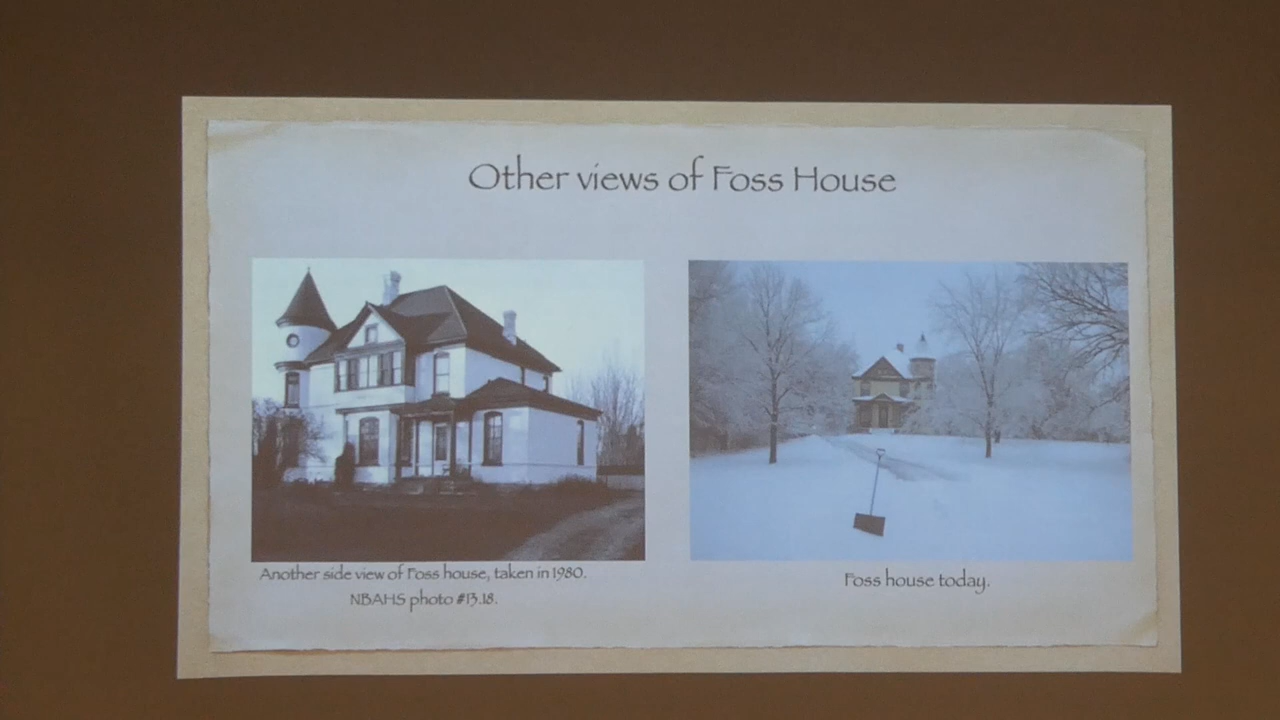 Other views of Foss House
Another side view of Foss house, taken in 1980.
NBAHS photo #13.18.
Foss house today.